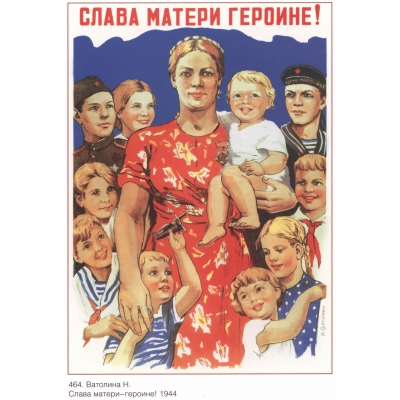 СЛАВА МАТЕРИ ГЕРОИНЕ!
464. Ватолина Н.
Слава матери–героине! 1944